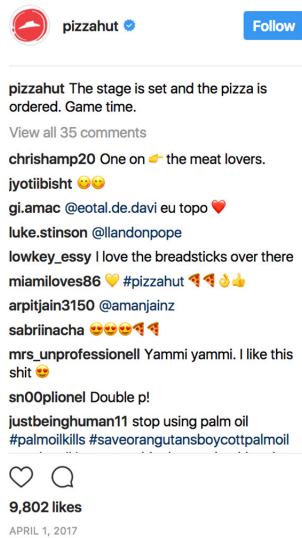 pizzahut
Follow
pizzahut The stage is set and the pizza is
ordered. Game time.
View all 35 comments
chrishamp20 One on 👉 the meat lovers.
jyotiibisht 😋😋
gi.amac @eotal.de.davi eu topo ❤️
luke.stinson @llandonpope
lowkey_essy I love the breadsticks over there
miamiloves86 💛 #pizzahut 🍕🍕👌👍
arpitjain3150 @amanjainz
sabriinacha 😍😍😍🍕🍕
mrs_unprofessionell Yammi yammi. I like this
shit 😍
sn00plionel Double p!
justbeinghuman11 stop using palm oil
#palmoilkills #saveorangutansboycottpalmoil
9,802 likes
APRIL 1, 2017